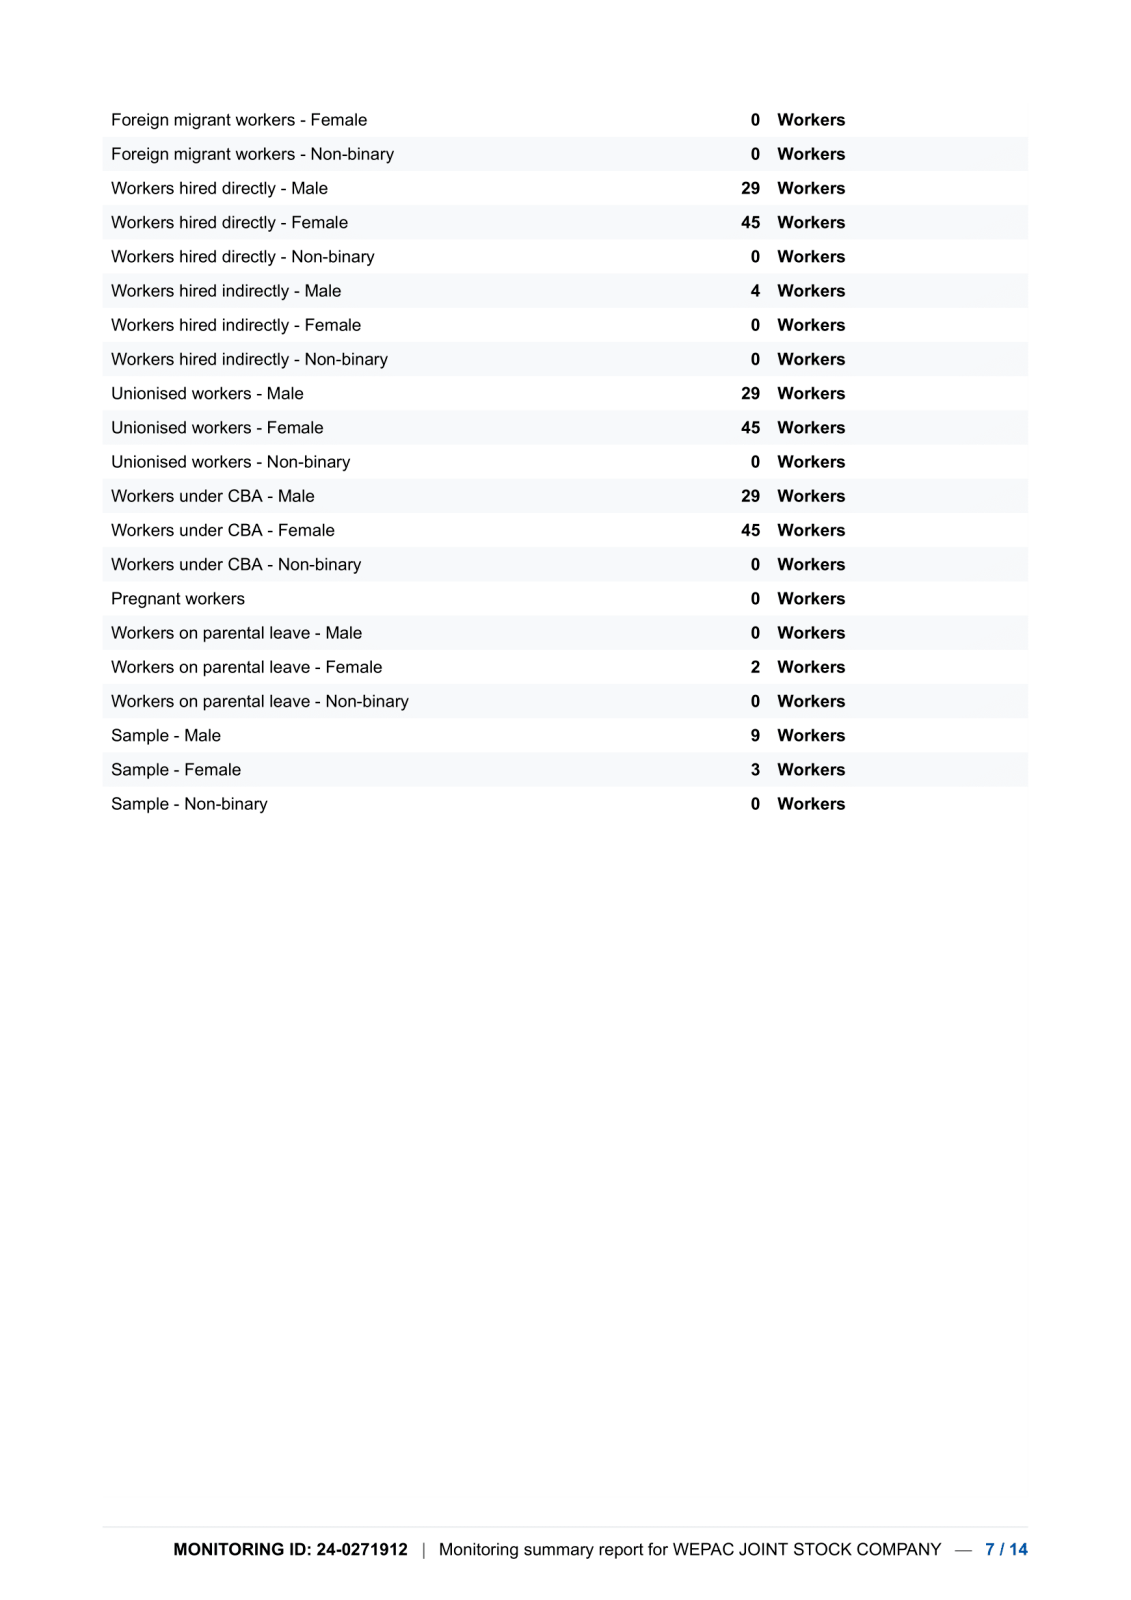 Foreign migrant workers - Female 0 Workers
Foreign migrant workers - Non-binary 0 Workers
Workers hired directly - Male 29 Workers
Workers hired directly - Female 45 Workers
Workers hired directly - Non-binary 0 Workers
Workers hired indirectly - Male 4 Workers
Workers hired indirectly - Female 0 Workers
Workers hired indirectly - Non-binary 0 Workers
Unionised workers - Male 29 Workers
Unionised workers - Female 45 Workers
Unionised workers - Non-binary 0 Workers
Workers under CBA - Male 29 Workers
Workers under CBA - Female 45 Workers
Workers under CBA - Non-binary 0 Workers
Pregnant workers 0 Workers
Workers on parental leave - Male 0 Workers
Workers on parental leave - Female 2 Workers
Workers on parental leave - Non-binary 0 Workers
Sample - Male 9 Workers
Sample - Female 3 Workers
Sample - Non-binary 0 Workers
MONITORING ID: 24-0271912 | Monitoring summary report for WEPAC JOINT STOCK COMPANY — 7 / 14